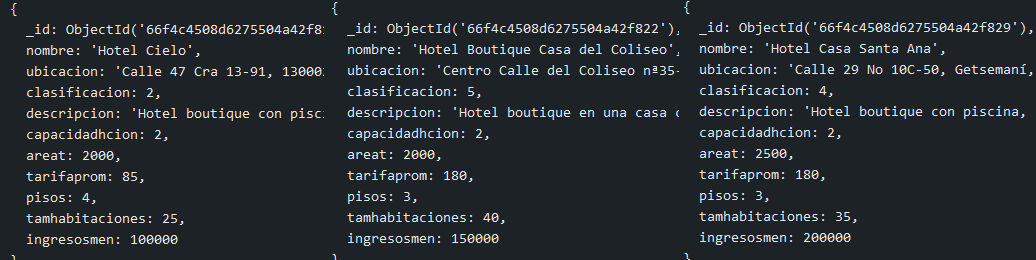 {
_id: ObjectId('66f4c4508d6275504a42f8
nombre: 'Hotel Cielo',
ubicacion: 'Calle 47 Cra 13-91, 13000
clasificacion: 2,
descripcion: 'Hotel boutique con pisc
capacidadhcion: 2,
areat: 2000,
tarifaprom: 85,
pisos: 4,
tamhabitaciones: 25,
ingresosmen: 100000
}
{
_id: ObjectId('66f4c4508d6275504a42f822'),
nombre: 'Hotel Boutique Casa del Coliseo',
ubicacion: 'Centro Calle del Coliseo nª35-
clasificacion: 5,
descripcion: 'Hotel boutique en una casa
capacidadhcion: 2,
areat: 2000,
tarifaprom: 180,
pisos: 3,
tamhabitaciones: 40,
ingresosmen: 150000
}
{
_id: ObjectId('66f4c4508d6275504a42f829'),
nombre: 'Hotel Casa Santa Ana',
ubicacion: 'Calle 29 No 10C-50, Getsemaní,
clasificacion: 4,
descripcion: 'Hotel boutique con piscina,
capacidadhcion: 2,
areat: 2500,
tarifaprom: 180,
pisos: 3,
tamhabitaciones: 35,
ingresosmen: 200000
}